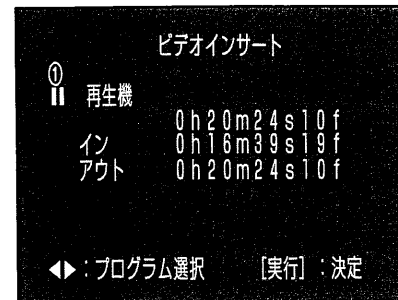 ビデオインサート
①
再生機
0h20m24s10f
イン 0h16m39s19f
アウト 0h20m24s10f
◀▶：プログラム選択 [実行]：決定